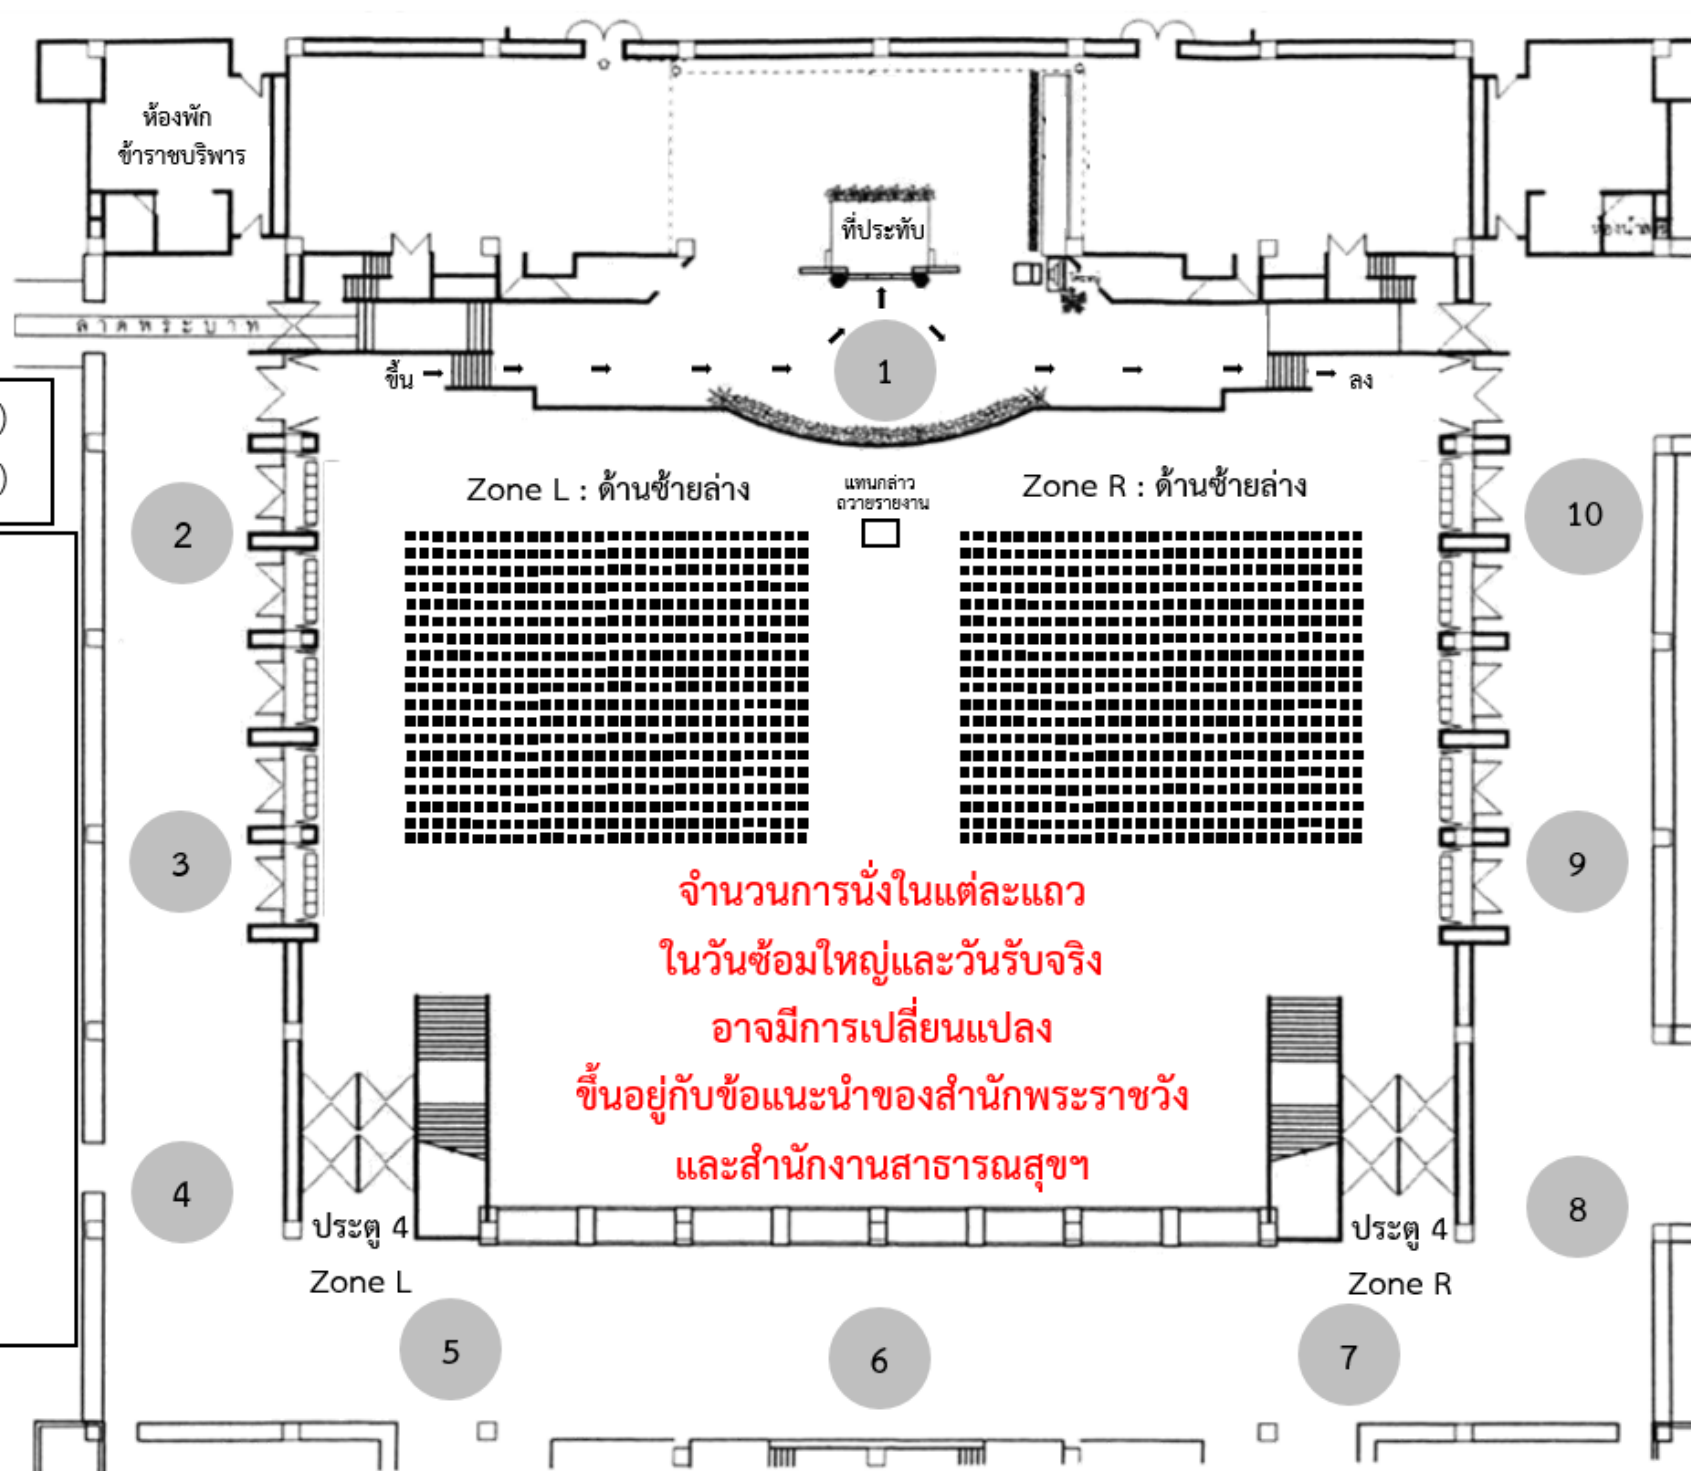 ห้องพัก
ข้าราชบริพาร
ที่ประทับ
ลาดพระบาท
ขึ้น
1
ลง
Zone L : ด้านซ้ายล่าง
แทนกล่าว
ถวายรายงาน
Zone R : ด้านซ้ายล่าง
2
10
3
9
จำนวนการนั่งในแต่ละแถว
ในวันซ้อมใหญ่และวันรับจริง
อาจมีการเปลี่ยนแปลง
ขึ้นอยู่กับข้อแนะนำของสำนักพระราชวัง
และสำนักงานสาธารณสุขฯ
4
8
ประตู 4
Zone L
ประตู 4
Zone R
5
6
7